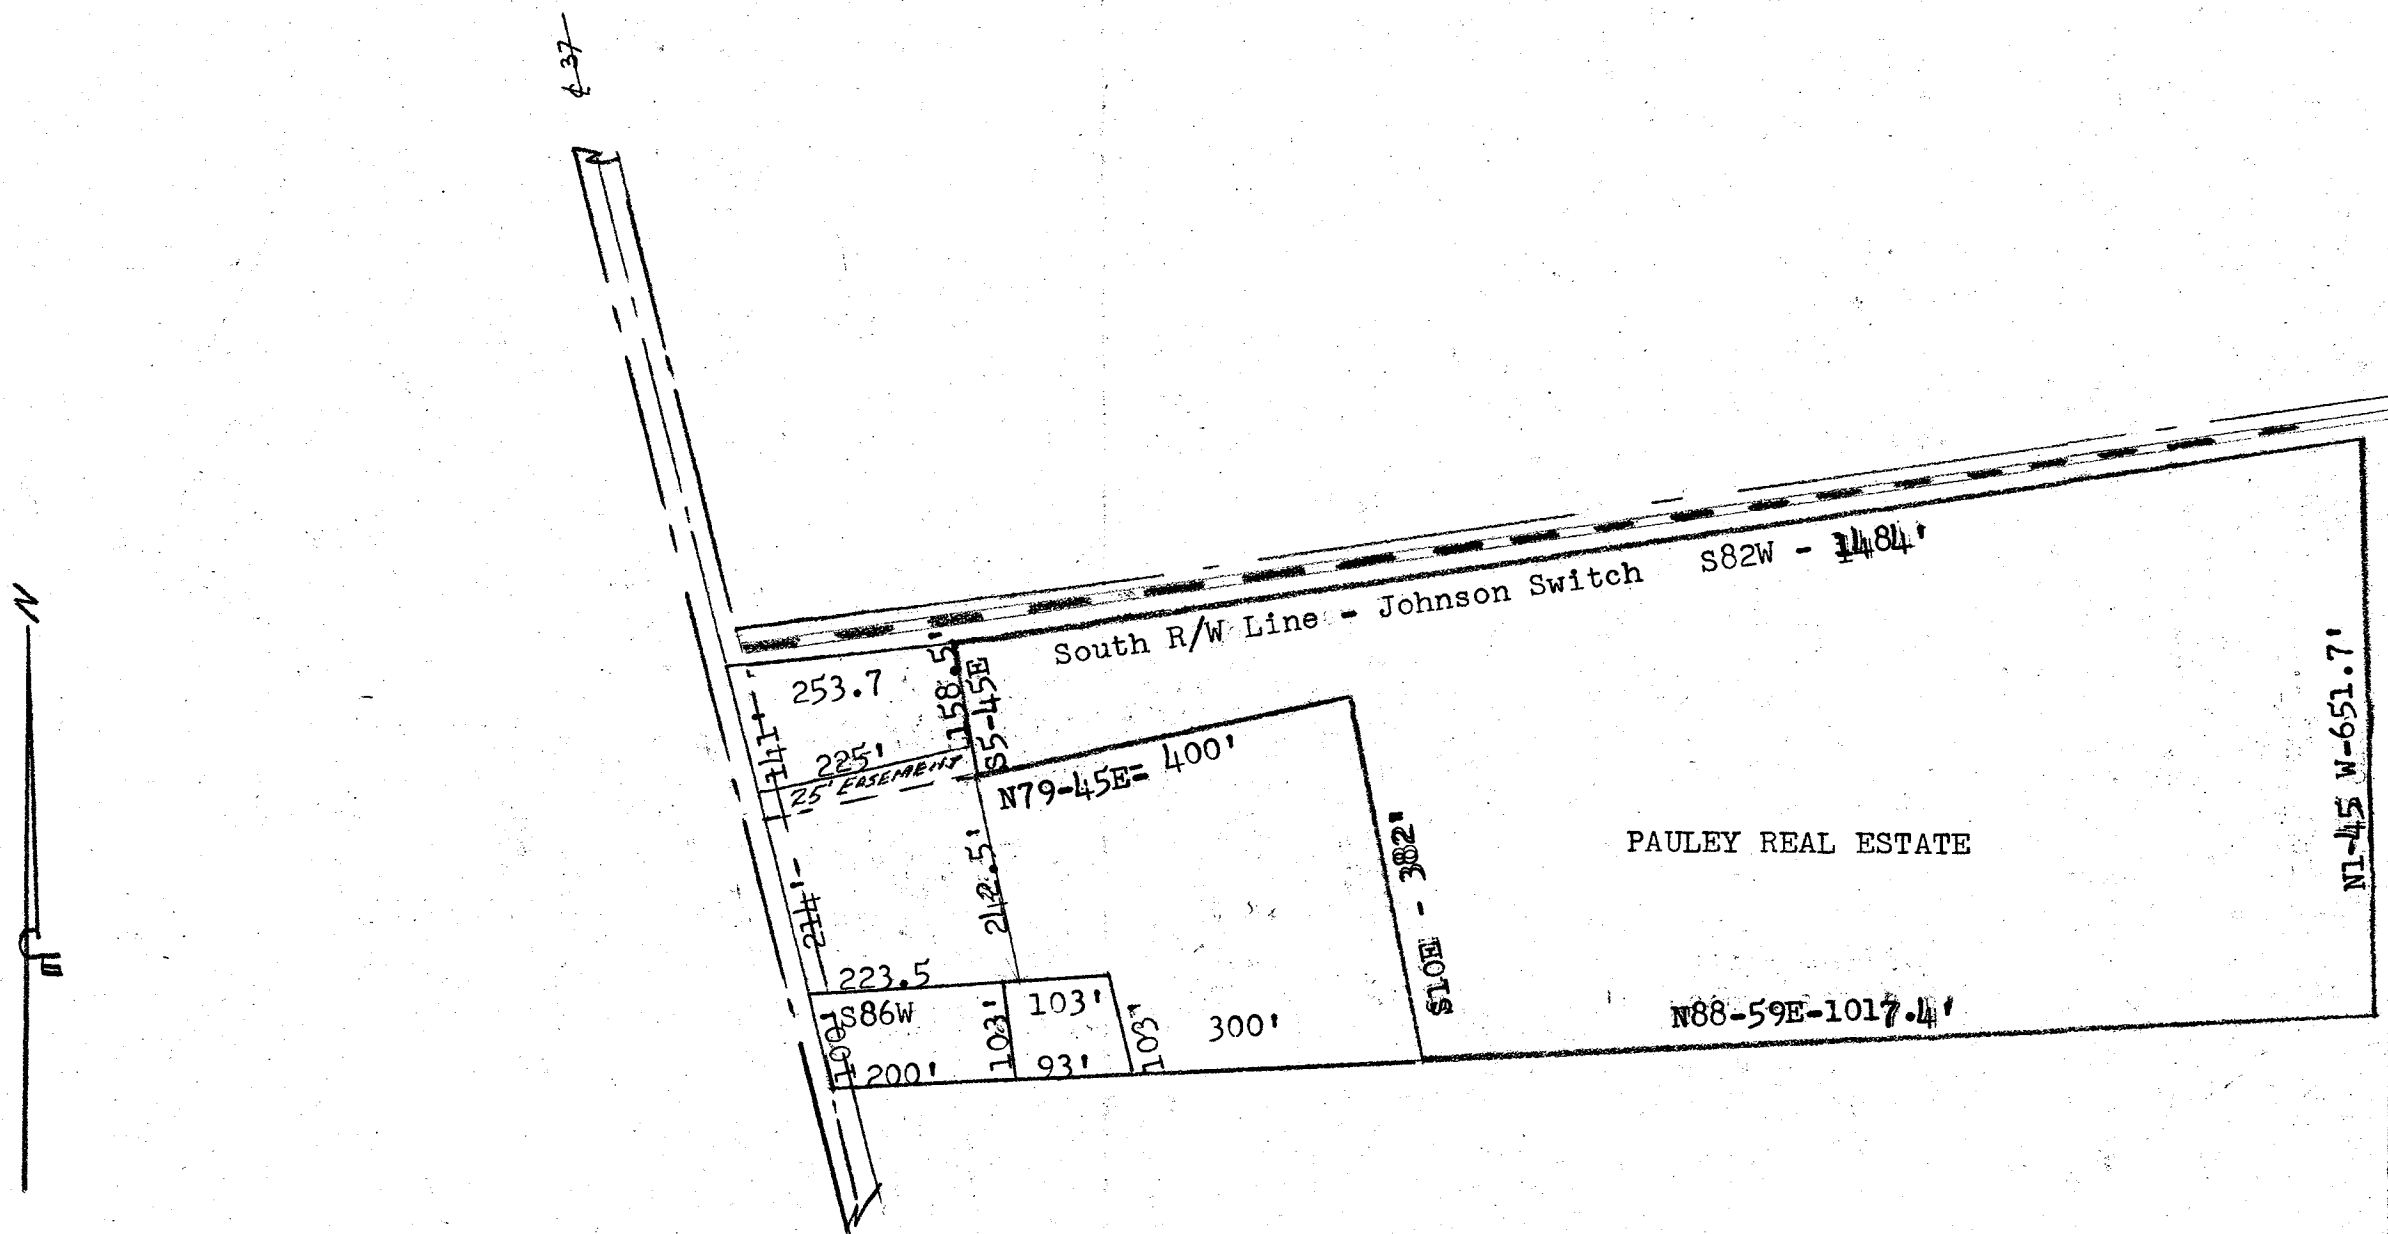 37
N
E
South R/W Line - Johnson Switch S82W - 1484'
253.7
158.5'
S5-45E
141'
225'
25' EASEMENT
N79-45E= 400'
212.5'
214'
S10E - 382'
PAULEY REAL ESTATE
N1-45 W-651.7'
223.5
S86W
103'
103'
103'
100'
200'
93'
300'
N88-59E-1017.4'